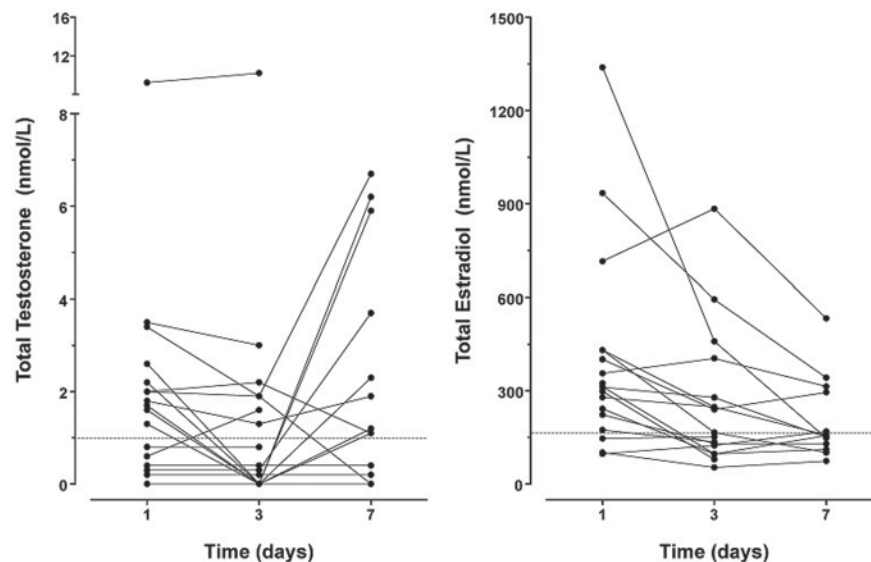 16
12
8
6
4
2
0
Total Testosterone (nmol/L)
1 3 7
Time (days)
1500
1200
900
600
300
0
Total Estradiol (nmol/L)
1 3 7
Time (days)